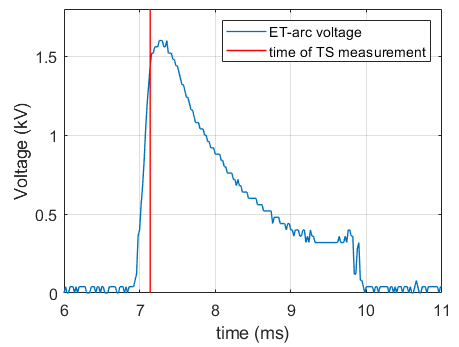 ET-arc voltage
time of TS measurement
Voltage (kV)
1.5
1
0.5
0
6 7 8 9 10 11
time (ms)